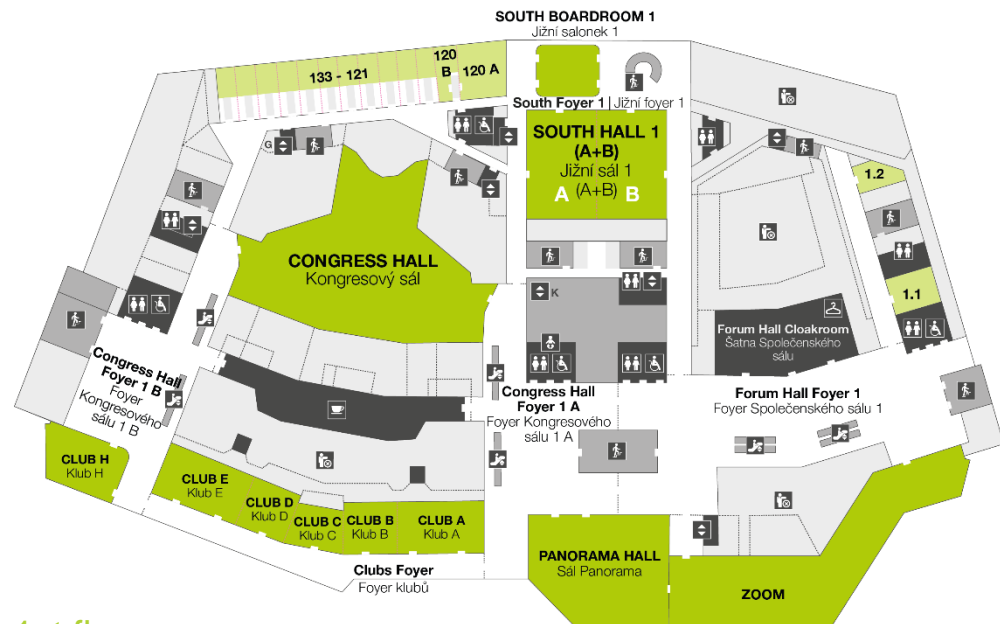 SOUTH BOARDROOM 1
Jižní salonek 1
133 - 121
120
B
120 A
South Foyer 1 | Jižní foyer 1
SOUTH HALL 1
(A+B)
Jižní sál 1
(A+B)
A
B
G
1.2
CONGRESS HALL
Kongresový sál
K
1.1
Forum Hall Cloakroom
Šatna Společenského
sálu
Congress Hall
Foyer 1 B
Foyer
Kongresového
sálu 1 B
Congress Hall
Foyer 1 A
Foyer Kongresového
sálu 1 A
Forum Hall Foyer 1
Foyer Společenského sálu 1
CLUB H
Klub H
CLUB E
Klub E
CLUB D
Klub D
CLUB C
Klub C
CLUB B
Klub B
CLUB A
Klub A
Clubs Foyer
Foyer klubů
PANORAMA HALL
Sál Panorama
ZOOM